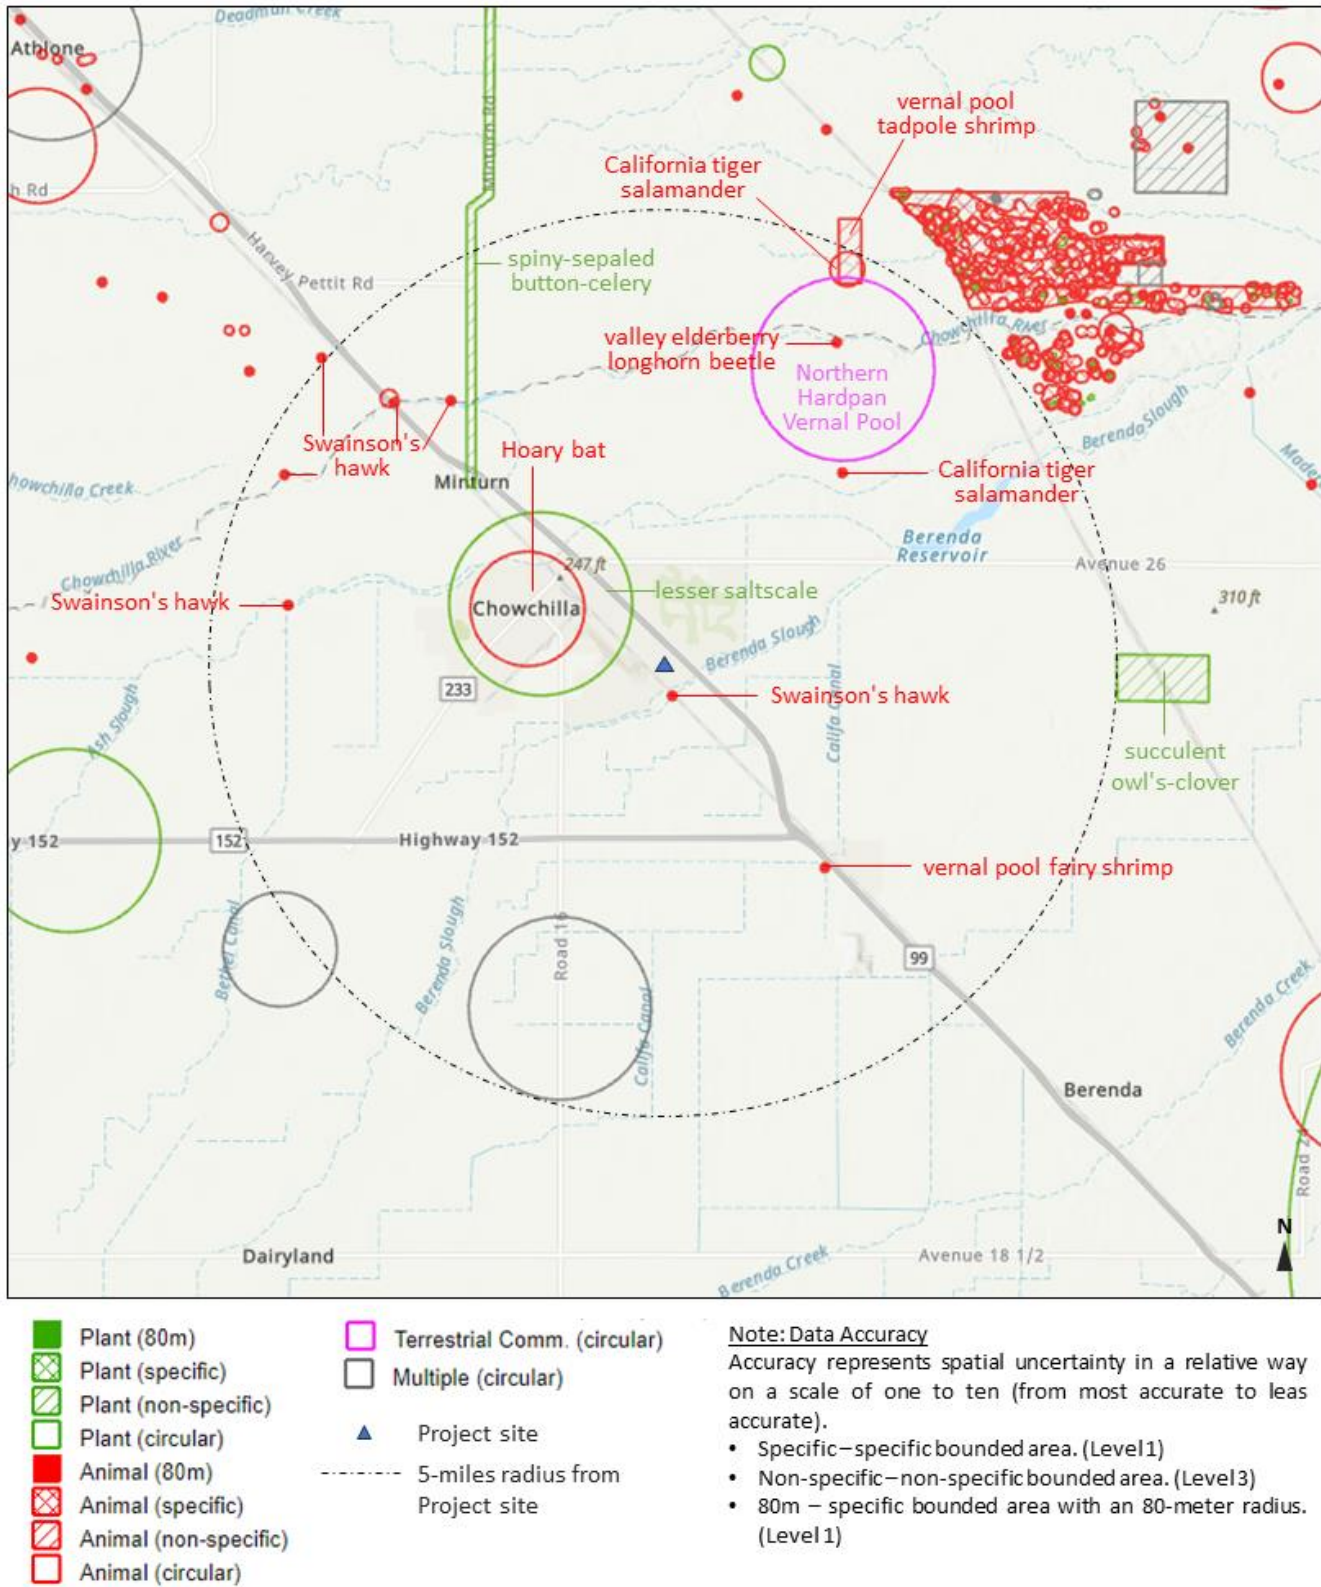 Deadman Creek
Athlone
Minturn Rd
vernal pool
tadpole shrimp
California tiger
salamander
h Rd
Harvey Pettit Rd
spiny-sepaled
button-celery
Chowchilla River
valley elderberry
longhorn beetle
Northern
Hardpan
Vernal Pool
Berenda Slough
Swainson's
hawk
Hoary bat
California tiger
salamander
Made
howchilla Creek
Minturn
Berenda
Reservoir
Avenue 26
247 ft
Chowchilla River
lesser saltscale
310 ft
Swainson's hawk
Chowchilla
Berenda Slough
233
Swainson's hawk
Ash Slough
Califa Canal
succulent
owl's-clover
y 152
152
Highway 152
vernal pool fairy shrimp
Bethel Canal
Berenda Slough
Road 16
99
Califa Canal
Berenda Creek
Berenda
Road 2
N
Dairyland
Berenda Creek
Avenue 18 1/2
Plant (80m)
Plant (specific)
Plant (non-specific)
Plant (circular)
Animal (80m)
Animal (specific)
Animal (non-specific)
Animal (circular)
Terrestrial Comm. (circular)
Multiple (circular)
Project site
5-miles radius from
Project site
Note: Data Accuracy
Accuracy represents spatial uncertainty in a relative way
on a scale of one to ten (from most accurate to leas
accurate).
• Specific – specific bounded area. (Level 1)
• Non-specific – non-specific bounded area. (Level 3)
• 80m – specific bounded area with an 80-meter radius.
(Level 1)